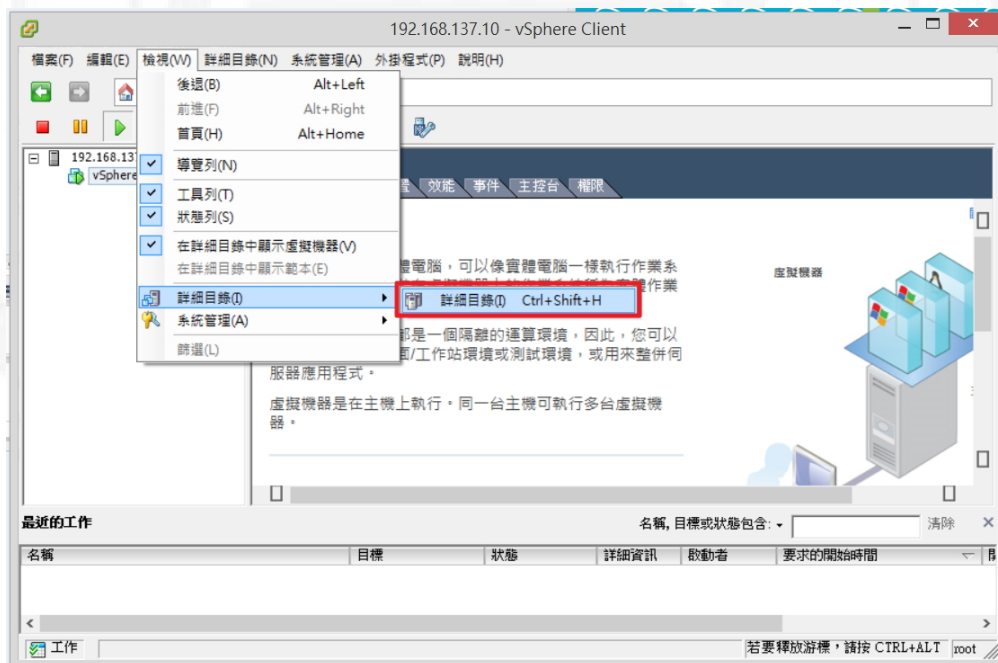 192.168.137.10 - vSphere Client
檔案(F) 編輯(E) 檢視(W) 詳細目錄(N) 系統管理(A) 外掛程式(P) 說明(H)
後退(B) Alt+Left
前進(F) Alt+Right
首頁(H) Alt+Home
導覽列(N)
工具列(T)
狀態列(S)
在詳細目錄中顯示虛擬機器(V)
在詳細目錄中顯示範本(E)
詳細目錄(I)
系統管理(A)
篩選(L)
詳細目錄(I) Ctrl+Shift+H
192.168.13
vSphere
效能 事件 主控台 權限
體電腦,可以像實體電腦一樣執行作業系
都是一個隔離的運算環境,因此,您可以
面/工作站環境或測試環境,或用來整併伺
服器應用程式。
虛擬機器是在主機上執行。同一台主機可執行多台虛擬機
器。
虛擬機器
最近的工作
名稱, 目標或狀態包含: 清除
名稱 目標 狀態 詳細資訊 啟動者 要求的開始時間
工作
若要釋放游標,請按 CTRL+ALT root